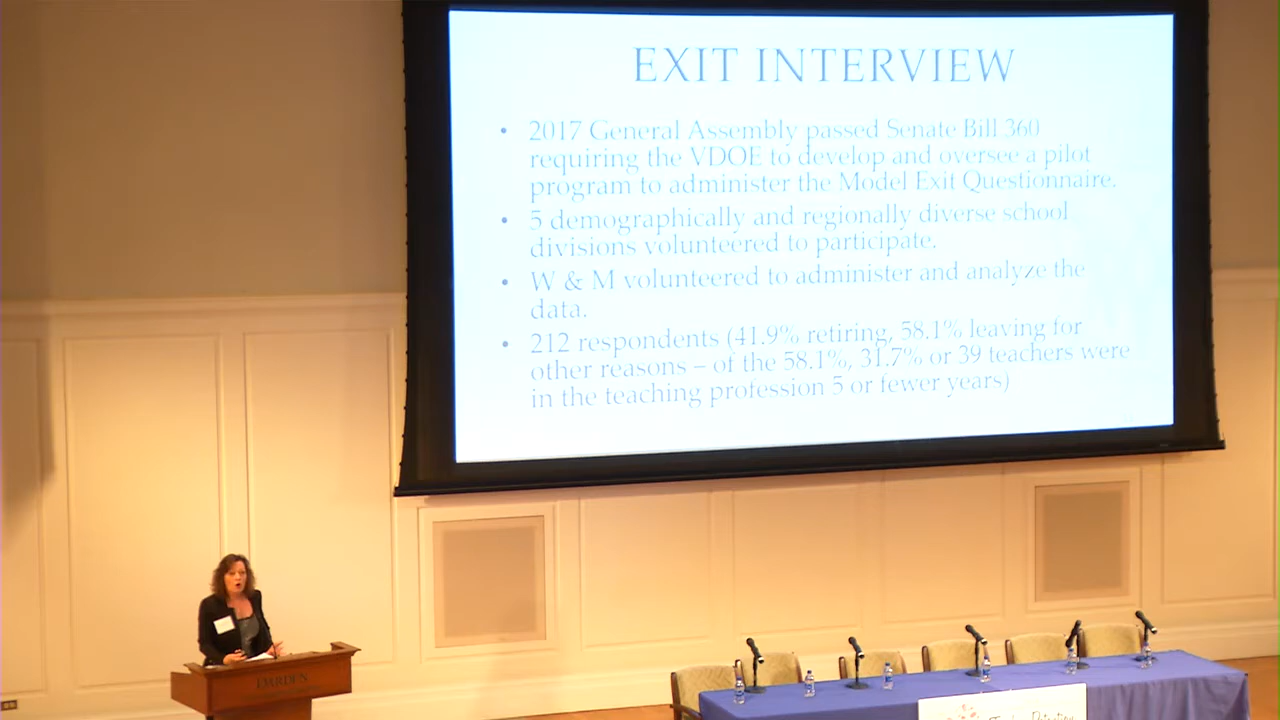 EXIT INTERVIEW
• 2017 General Assembly passed Senate Bill 360
requiring the VDOE to develop and oversee a pilot
program to administer the Model Exit Questionnaire.
• 5 demographically and regionally diverse school
divisions volunteered to participate.
• W & M volunteered to administer and analyze the
data.
• 212 respondents (41.9% retiring, 58.1% leaving for
other reasons – of the 58.1%, 31.7% or 39 teachers were
in the teaching profession 5 or fewer years)
DARDEN